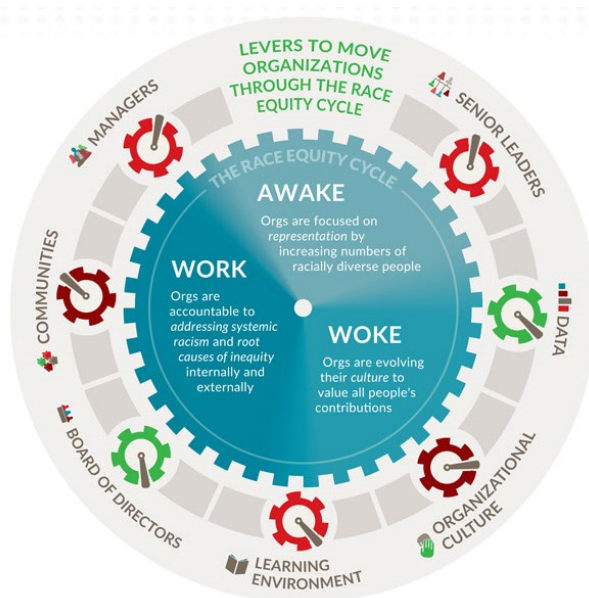 LEVERS TO MOVE
ORGANIZATIONS
THROUGH THE RACE
EQUITY CYCLE
SENIOR LEADERS
DATA
ORGANIZATIONAL
CULTURE
LEARNING
ENVIRONMENT
BOARD OF DIRECTORS
COMMUNITIES
MANAGERS
THE RACE EQUITY CYCLE
AWAKE
Orgs are focused on
representation by
increasing numbers of
racially diverse people
WORK
Orgs are
accountable to
addressing systemic
racism and root
causes of inequity
internally and
externally
WOKE
Orgs are evolving
their culture to
value all people's
contributions